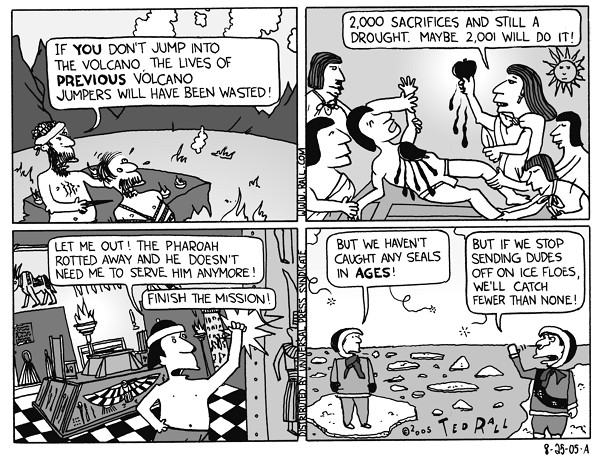 IF YOU DON'T JUMP INTO
THE VOLCANO, THE LIVES OF
PREVIOUS VOLCANO
JUMPERS WILL HAVE BEEN WASTED!
2,000 SACRIFICES AND STILL A
DROUGHT. MAYBE 2,001 WILL DO IT!
WWW.RALL.COM
LET ME OUT! THE PHAROAH
ROTTED AWAY AND HE DOESN'T
NEED ME TO SERVE HIM ANYMORE!
FINISH THE MISSION!
DISTRIBUTED BY UNIVERSAL PRESS SYNDICATE
BUT WE HAVEN'T
CAUGHT ANY SEALS
IN AGES!
BUT IF WE STOP
SENDING DUDES
OFF ON ICE FLOES,
WE'LL CATCH
FEWER THAN NONE!
©2005 TED RALL
8-25-05-A